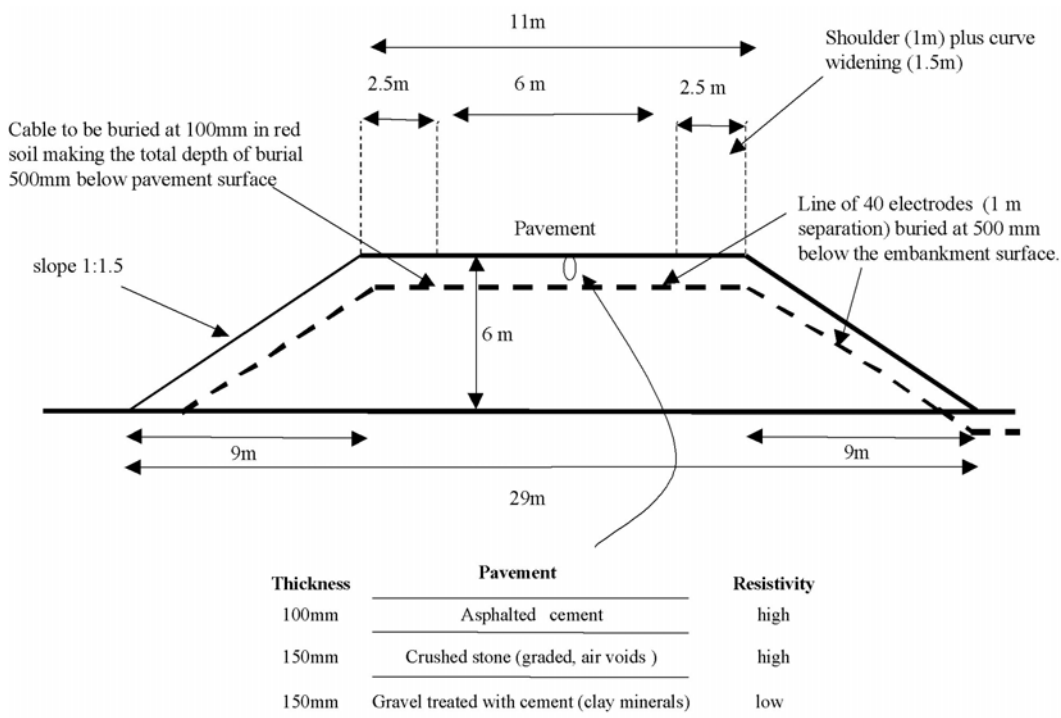 11m
Shoulder (1m) plus curve
widening (1.5m)
2.5m
6 m
2.5 m
Cable to be buried at 100mm in red
soil making the total depth of burial
500mm below pavement surface
Line of 40 electrodes (1 m
separation) buried at 500 mm
below the embankment surface.
Pavement
slope 1:1.5
6 m
9m
9m
29m
Thickness Pavement Resistivity
100mm Asphalted cement high
150mm Crushed stone (graded, air voids ) high
150mm Gravel treated with cement (clay minerals) low